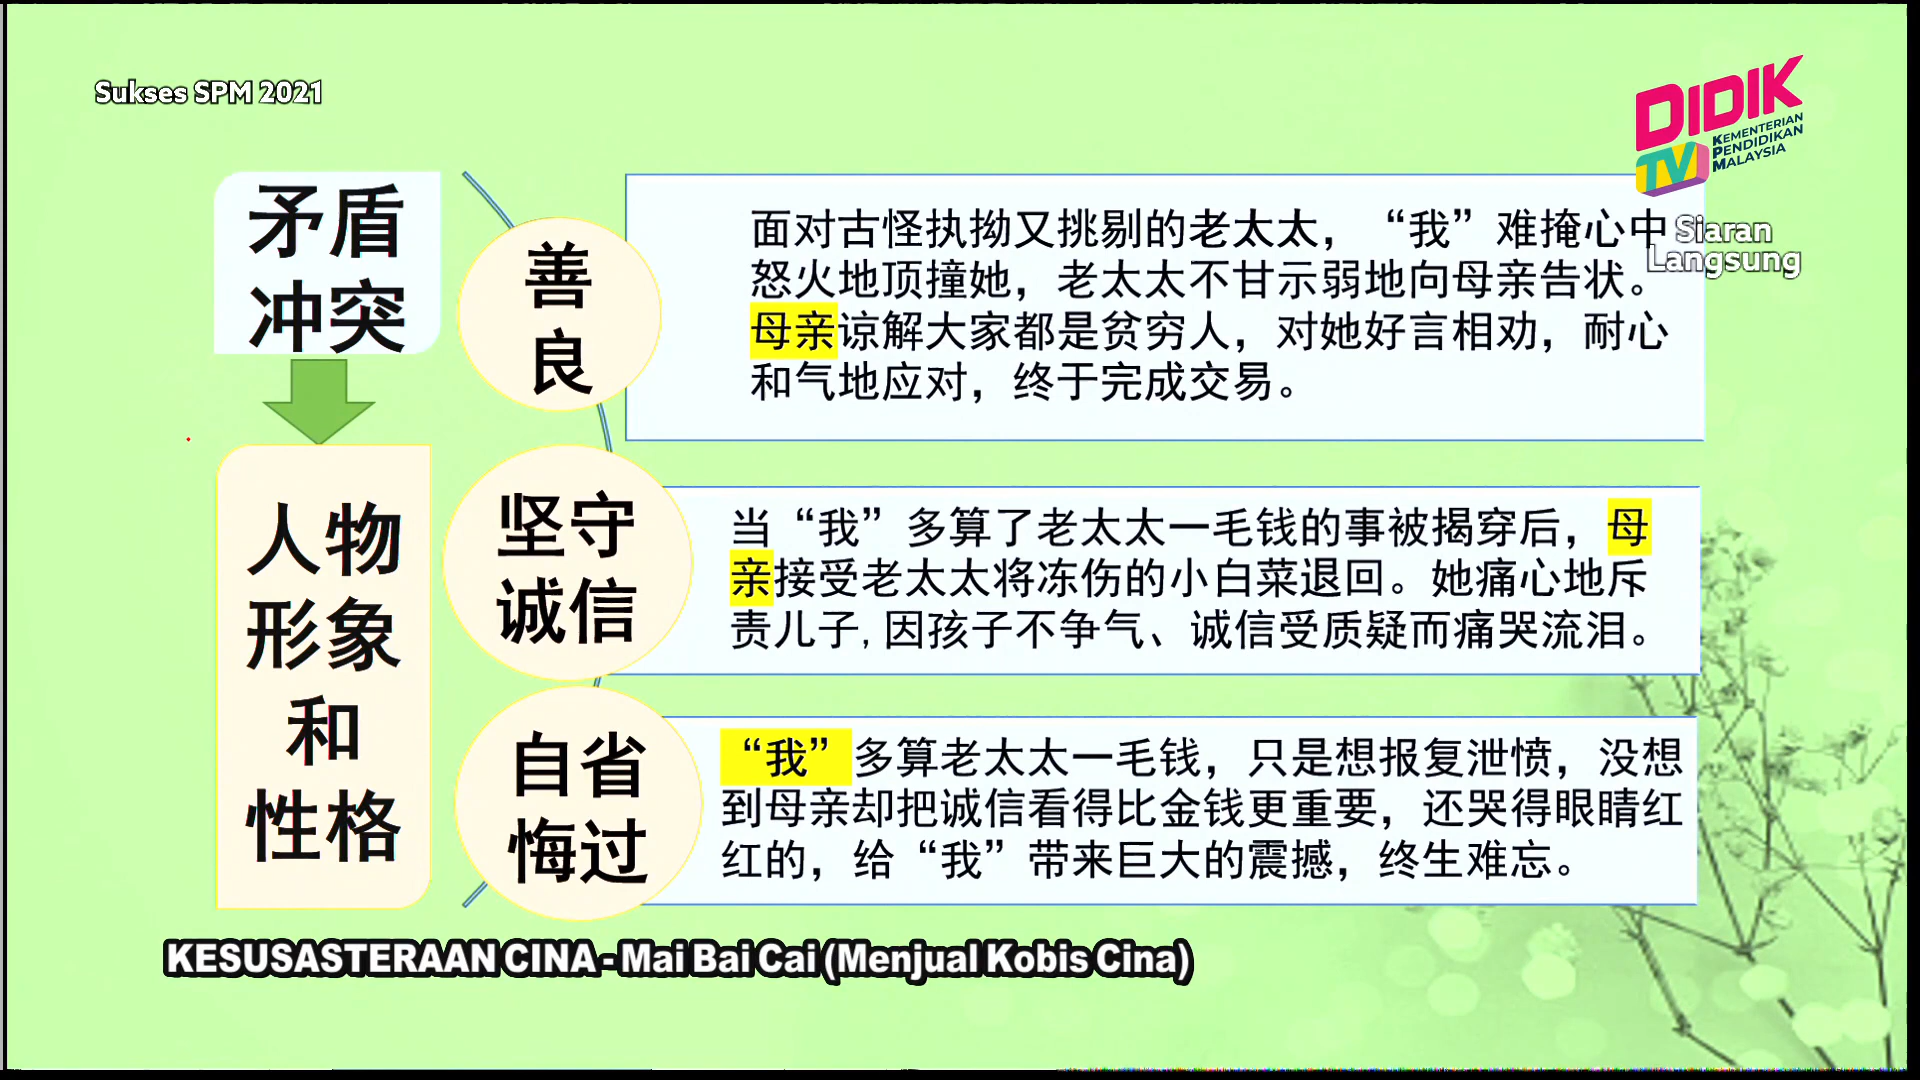 Sukses SPM 2021
DIDIK
TV
KEMENTERIAN
PENDIDIKAN
MALAYSIA
Siaran
Langsung
矛盾
冲突
人物
形象
和
性格
善
良
面对古怪执拗又挑剔的老太太，“我”难掩心中
怒火地顶撞她，老太太不甘示弱地向母亲告状。
母亲谅解大家都是贫穷人，对她好言相劝，耐心
和气地应对，终于完成交易。
坚守
诚信
当“我”多算了老太太一毛钱的事被揭穿后，母
亲接受老太太将冻伤的小白菜退回。她痛心地斥
责儿子,因孩子不争气、诚信受质疑而痛哭流泪。
自省
悔过
“我”多算老太太一毛钱，只是想报复泄愤，没想
到母亲却把诚信看得比金钱更重要，还哭得眼睛红
红的，给“我”带来巨大的震撼，终生难忘。
KESUSASTERAAN CINA - Mai Bai Cai (Menjual Kobis Cina)